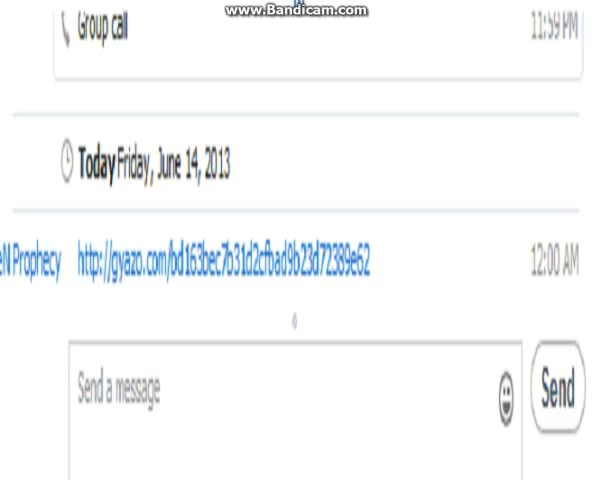 www.Bandicam.com
Group call 11:59 PM
Today Friday, June 14, 2013
eN Prophecy http://gyazo.com/bd163bec7b31d2cfbad9b23d72389e62 12:00 AM
Send a message Send